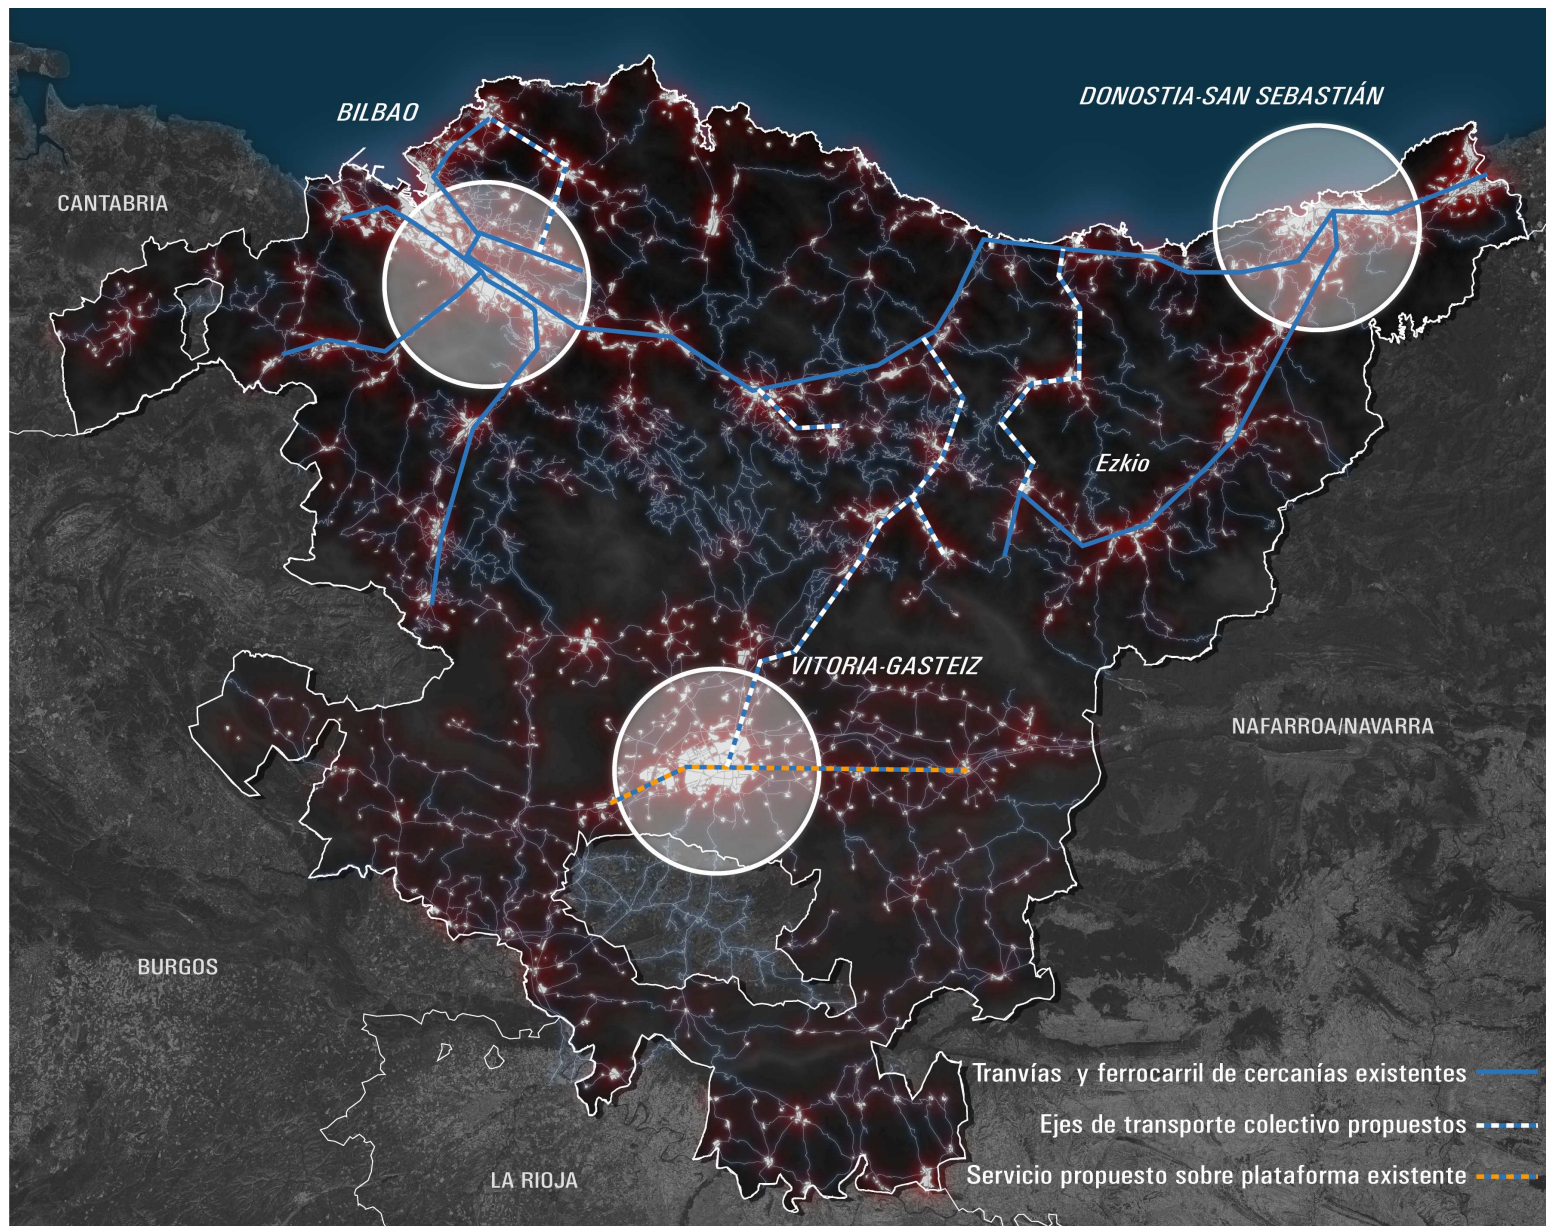 DONOSTIA-SAN SEBASTIÁN
BILBAO
CANTABRIA
Ezkio
VITORIA-GASTEIZ
NAFARROA/NAVARRA
BURGOS
Tranvías y ferrocarril de cercanías existentes
Ejes de transporte colectivo propuestos
Servicio propuesto sobre plataforma existente
LA RIOJA